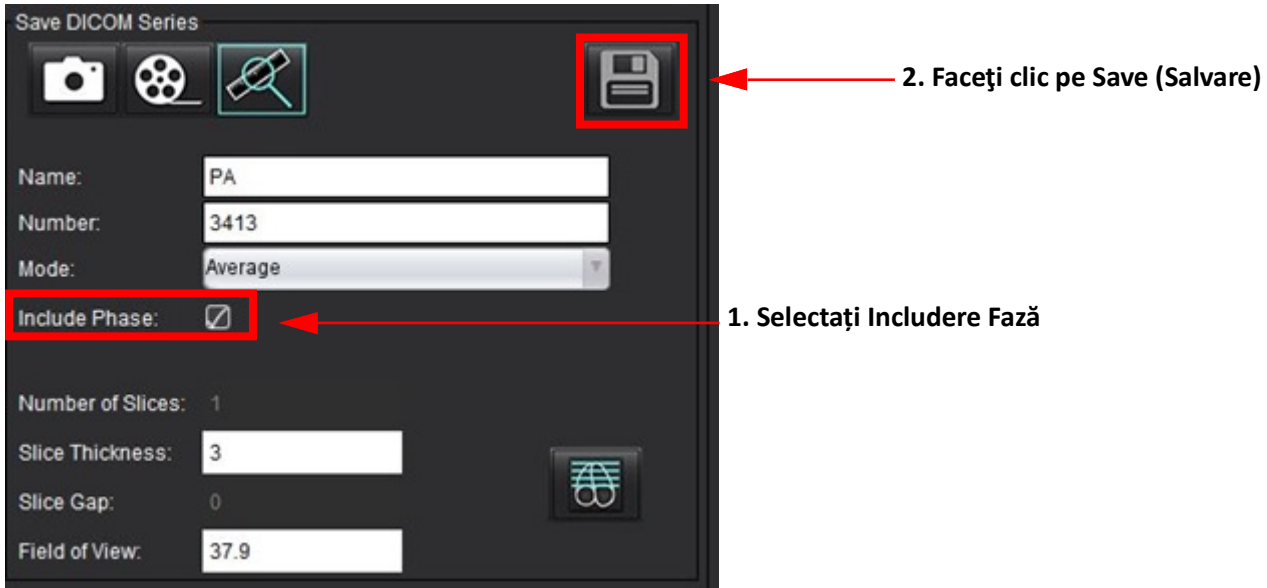 Save DICOM Series
2. Faceţi clic pe Save (Salvare)
Name: PA
Number: 3413
Mode: Average
Include Phase:
1. Selectați Includere Fază
Number of Slices: 1
Slice Thickness: 3
Slice Gap: 0
Field of View: 37.9